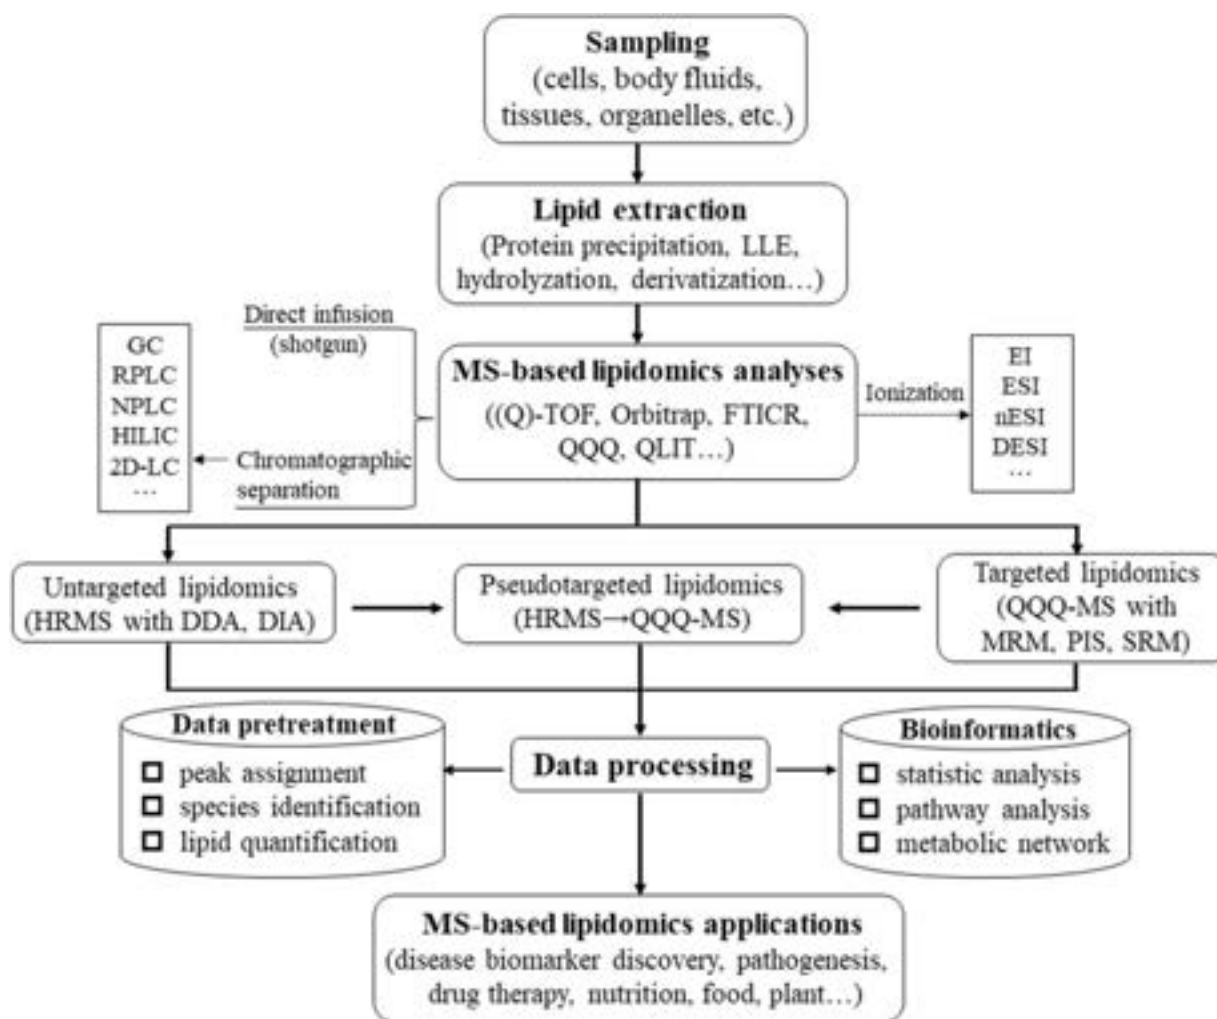 Sampling
(cells, body fluids,
tissues, organelles, etc.)
Lipid extraction
(Protein precipitation, LLE,
hydrolyzation, derivatization…)
Direct infusion
(shotgun)
GC
RPLC
NPLC
HILIC
2D-LC
…
Chromatographic
separation
MS-based lipidomics analyses
((Q)-TOF, Orbitrap, FTICR,
QQQ, QLIT…)
Ionization
EI
ESI
nESI
DESI
…
Untargeted lipidomics
(HRMS with DDA, DIA)
Pseudotargeted lipidomics
(HRMS→QQQ-MS)
Targeted lipidomics
(QQQ-MS with
MRM, PIS, SRM)
Data pretreatment
peak assignment
species identification
lipid quantification
Data processing
Bioinformatics
statistic analysis
pathway analysis
metabolic network
MS-based lipidomics applications
(disease biomarker discovery, pathogenesis,
drug therapy, nutrition, food, plant…)